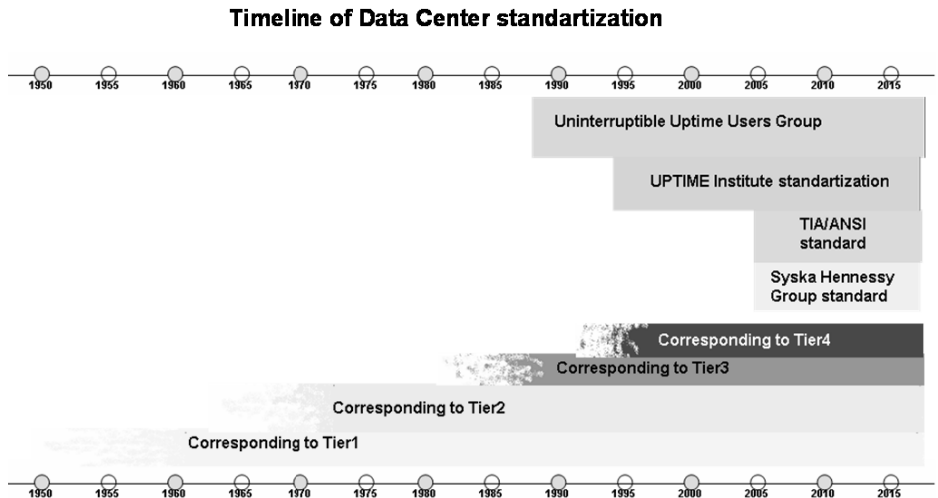 Timeline of Data Center standartization
1950 1955 1960 1965 1970 1975 1980 1985 1990 1995 2000 2005 2010 2015
Uninterruptible Uptime Users Group
UPTIME Institute standartization
TIA/ANSI
standard
Syska Hennessy
Group standard
Corresponding to Tier4
Corresponding to Tier3
Corresponding to Tier2
Corresponding to Tier1
1950 1955 1960 1965 1970 1975 1980 1985 1990 1995 2000 2005 2010 2015